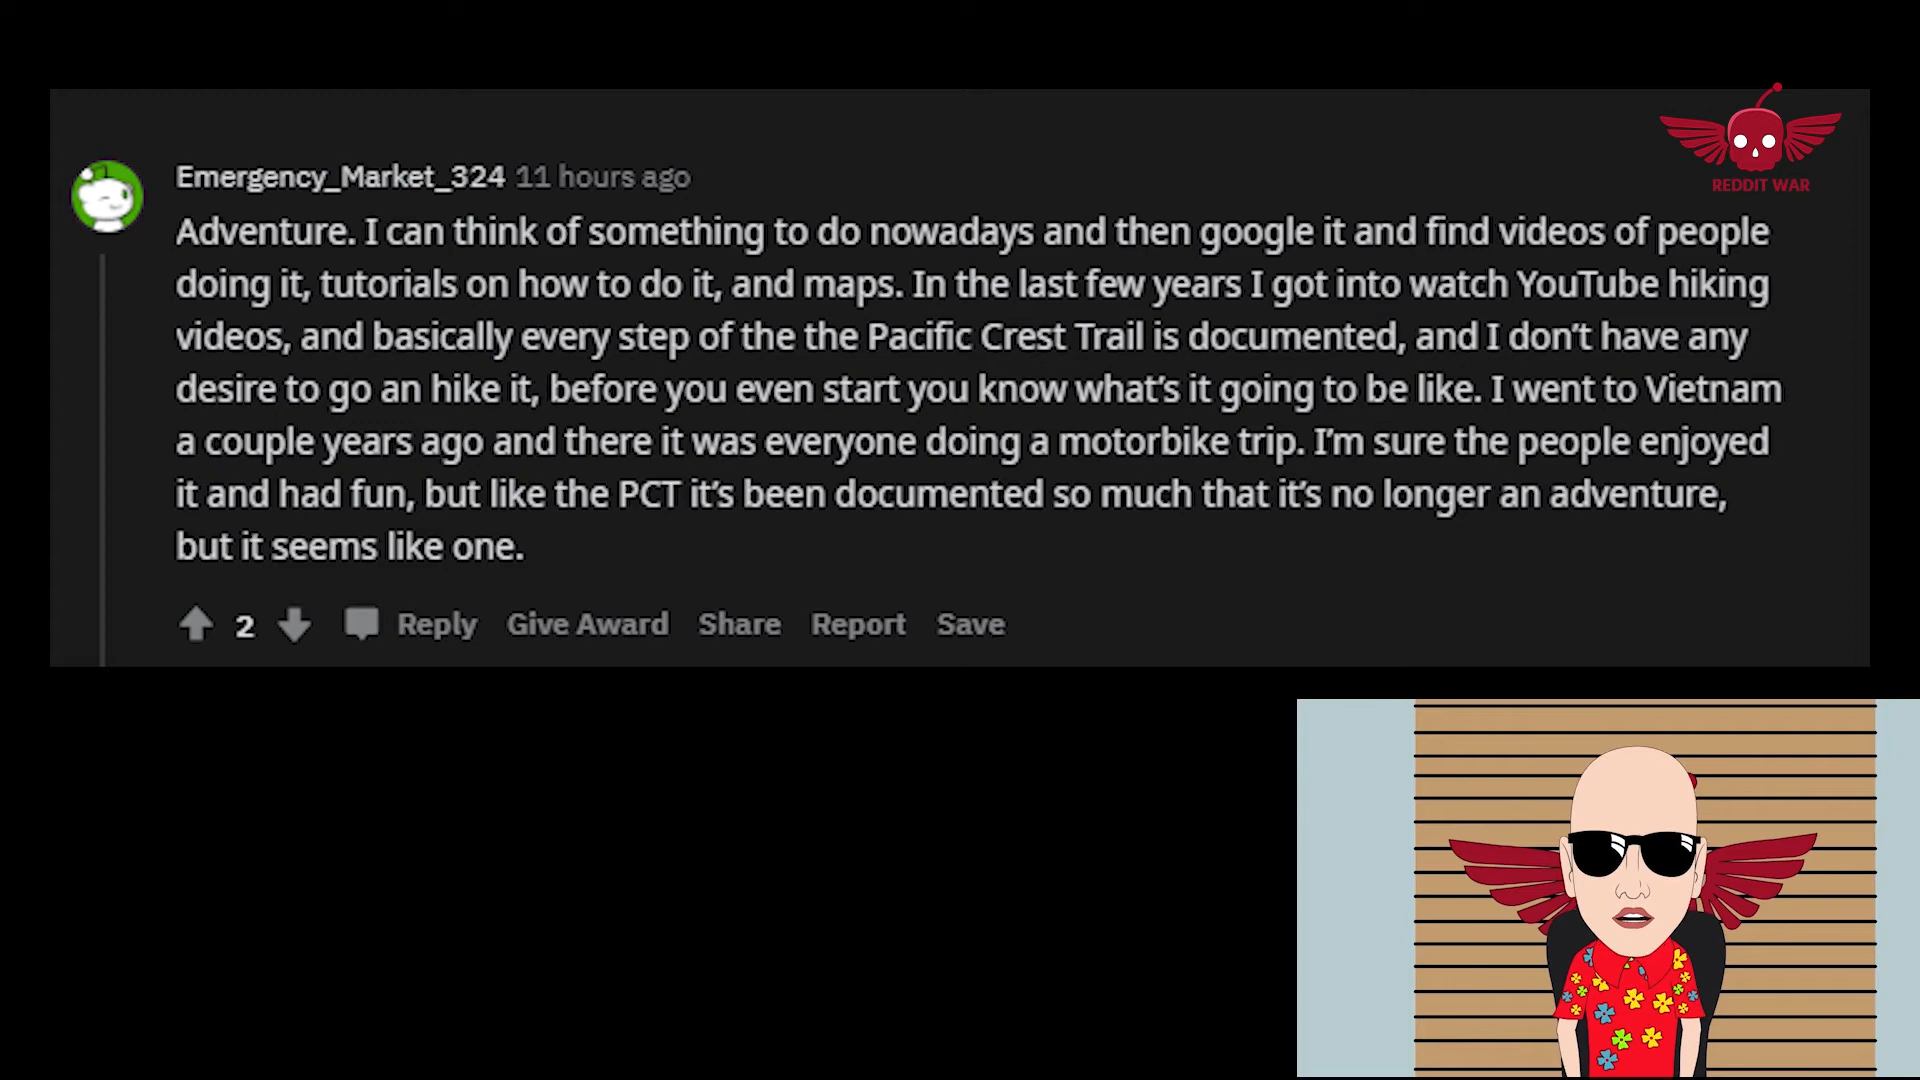 REDDIT WAR
Emergency_Market_324 11 hours ago
Adventure. I can think of something to do nowadays and then google it and find videos of people
doing it, tutorials on how to do it, and maps. In the last few years I got into watch YouTube hiking
videos, and basically every step of the the Pacific Crest Trail is documented, and I don’t have any
desire to go an hike it, before you even start you know what’s it going to be like. I went to Vietnam
a couple years ago and there it was everyone doing a motorbike trip. I’m sure the people enjoyed
it and had fun, but like the PCT it’s been documented so much that it’s no longer an adventure,
but it seems like one.
2 Reply Give Award Share Report Save